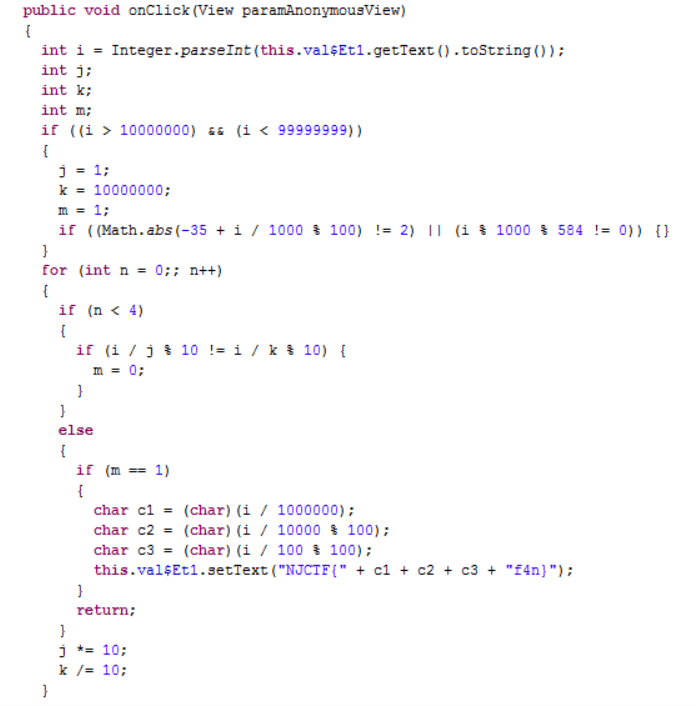 public void onClick(View paramAnonymousView)
{
int i = Integer.parseInt(this.val$Et1.getText().toString());
int j;
int k;
int m;
if ((i > 10000000) && (i < 99999999))
{
j = 1;
k = 10000000;
m = 1;
if ((Math.abs(-35 + i / 1000 % 100) != 2) || (i % 1000 % 584 != 0)) {}
}
for (int n = 0;; n++)
{
if (n < 4)
{
if (i / j % 10 != i / k % 10) {
m = 0;
}
}
else
{
if (m == 1)
{
char c1 = (char)(i / 1000000);
char c2 = (char)(i / 10000 % 100);
char c3 = (char)(i / 100 % 100);
this.val$Et1.setText("NJCTF{" + c1 + c2 + c3 + "f4n}");
}
return;
}
j *= 10;
k /= 10;
}